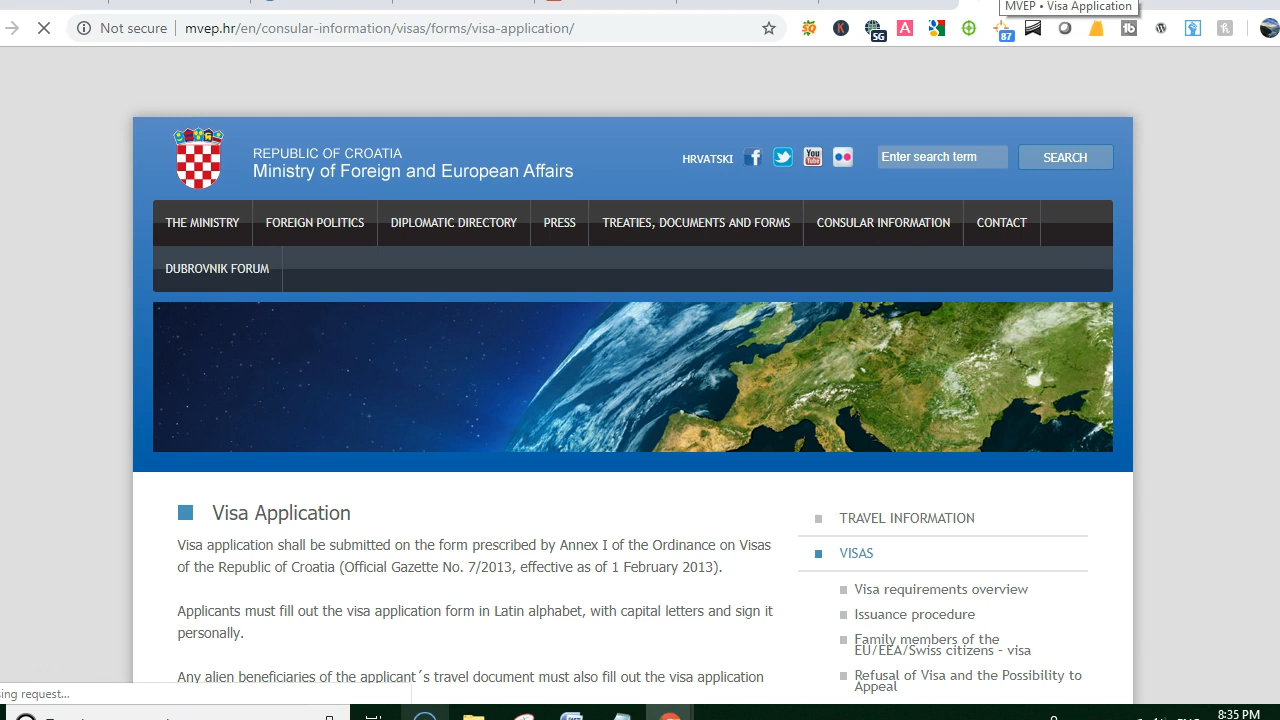 MVEP • Visa Application
Not secure mvep.hr/en/consular-information/visas/forms/visa-application/
SG
87
REPUBLIC OF CROATIA
Ministry of Foreign and European Affairs
HRVATSKI
You
Tube
Enter search term
SEARCH
THE MINISTRY FOREIGN POLITICS DIPLOMATIC DIRECTORY PRESS TREATIES, DOCUMENTS AND FORMS CONSULAR INFORMATION CONTACT
DUBROVNIK FORUM
Visa Application
Visa application shall be submitted on the form prescribed by Annex I of the Ordinance on Visas
of the Republic of Croatia (Official Gazette No. 7/2013, effective as of 1 February 2013).
Applicants must fill out the visa application form in Latin alphabet, with capital letters and sign it
personally.
Any alien beneficiaries of the applicant´s travel document must also fill out the visa application
TRAVEL INFORMATION
VISAS
Visa requirements overview
Issuance procedure
Family members of the
EU/EEA/Swiss citizens - visa
Refusal of Visa and the Possibility to
Appeal
sing request...
8:35 PM